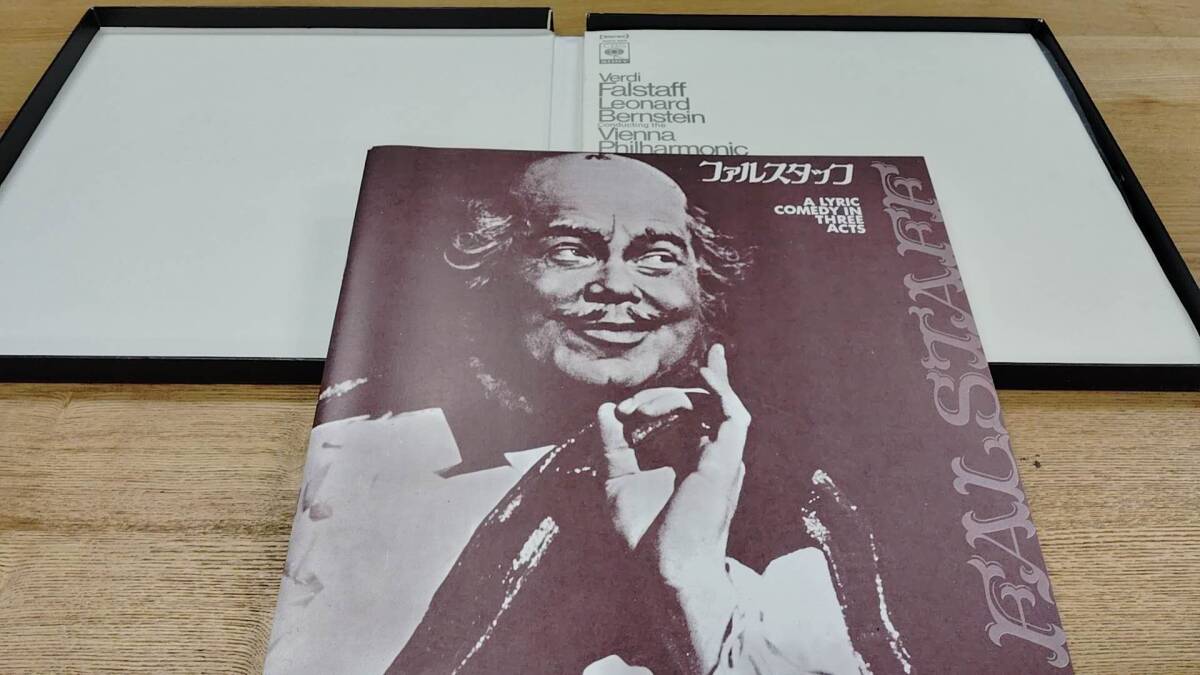 SONY
Verdi
Falstaff
Leonard
Bernstein
Conducting the
Vienna
Philharmonic
ファルスタッフ
A LYRIC
COMEDY IN
THREE
ACTS
FALSTAFF